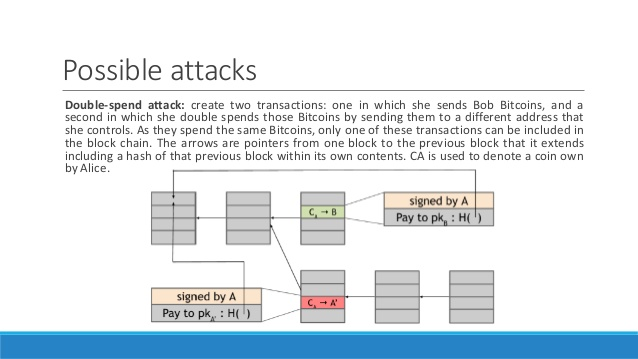 Possible attacks
Double-spend attack: create two transactions: one in which she sends Bob Bitcoins, and a
second in which she double spends those Bitcoins by sending them to a different address that
she controls. As they spend the same Bitcoins, only one of these transactions can be included in
the block chain. The arrows are pointers from one block to the previous block that it extends
including a hash of that previous block within its own contents. CA is used to denote a coin own
by Alice.
signed by A
Pay to pkB : H( )
CA → B
signed by A
Pay to pkA' : H( )
CA → A'